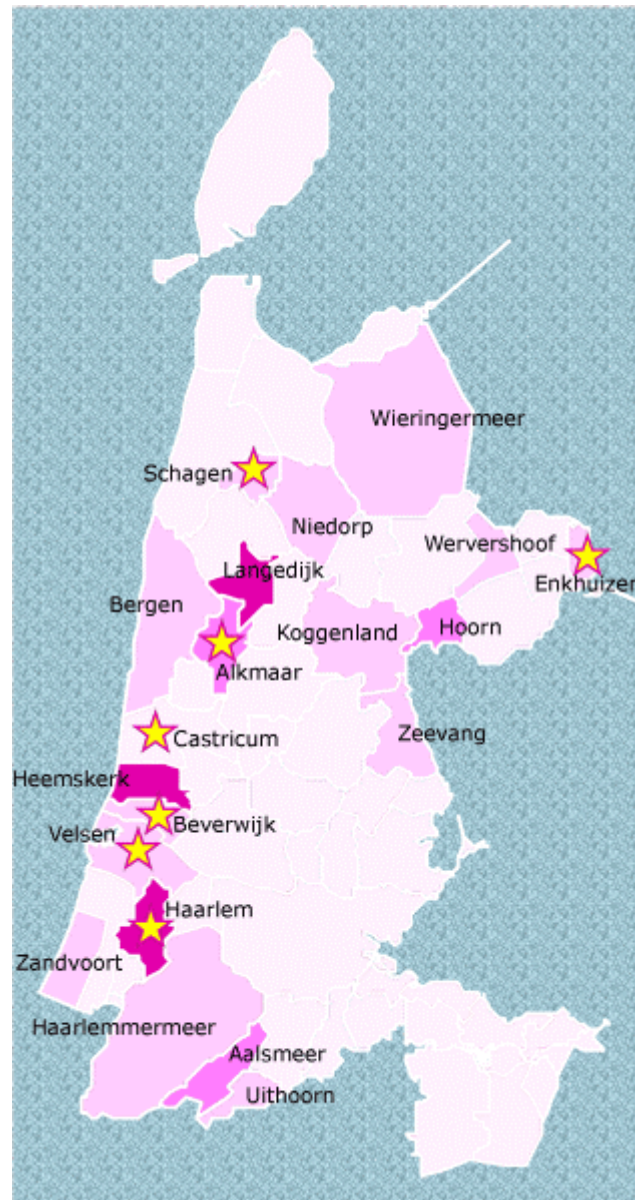 Wieringermeer
Schagen
Niedorp
Wervershoof
Langedijk
Enkhuizen
Bergen
Koggenland
Hoorn
Alkmaar
Castricum
Zeevang
Heemskerk
Beverwijk
Velsen
Haarlem
Zandvoort
Haarlemmermeer
Aalsmeer
Uithoorn